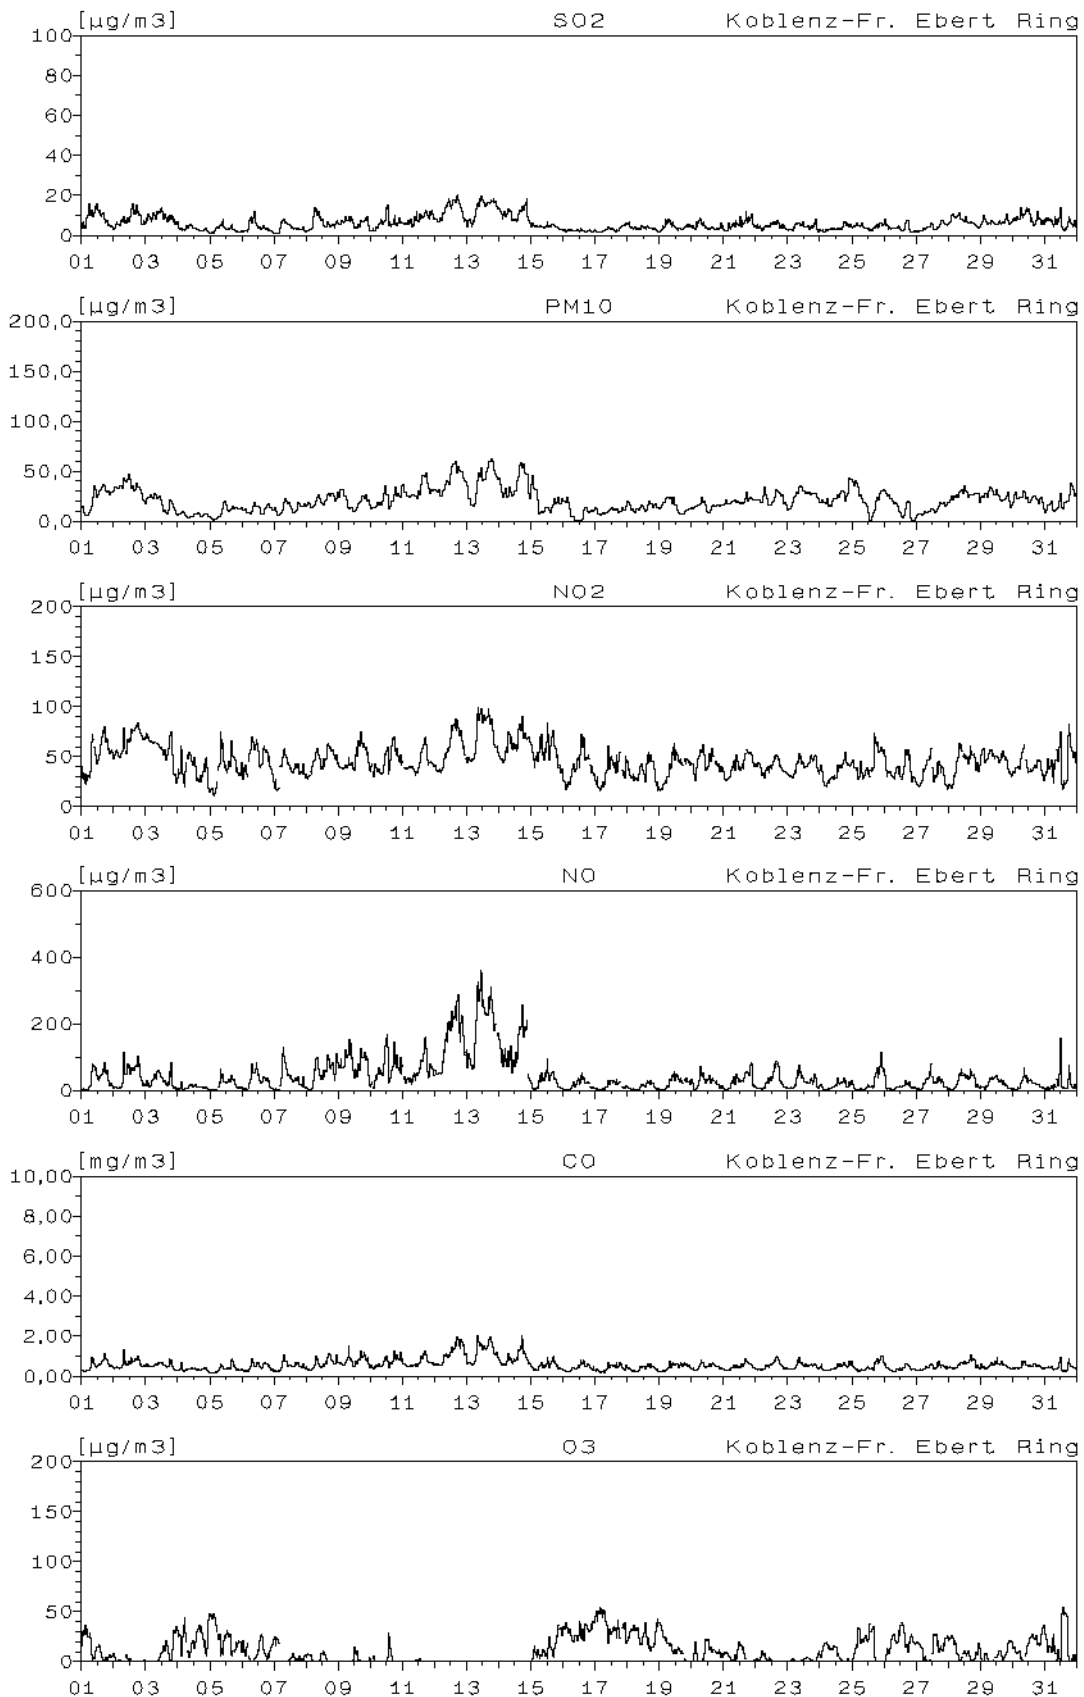 [µg/m3] SO2 Koblenz-Fr. Ebert Ring
100
80
60
40
20
0
01 03 05 07 09 11 13 15 17 19 21 23 25 27 29 31
[µg/m3] PM10 Koblenz-Fr. Ebert Ring
200,0
150,0
100,0
50,0
0,0
01 03 05 07 09 11 13 15 17 19 21 23 25 27 29 31
[µg/m3] NO2 Koblenz-Fr. Ebert Ring
200
150
100
50
0
01 03 05 07 09 11 13 15 17 19 21 23 25 27 29 31
[µg/m3] NO Koblenz-Fr. Ebert Ring
600
400
200
0
01 03 05 07 09 11 13 15 17 19 21 23 25 27 29 31
[mg/m3] CO Koblenz-Fr. Ebert Ring
10,00
8,00
6,00
4,00
2,00
0,00
01 03 05 07 09 11 13 15 17 19 21 23 25 27 29 31
[µg/m3] O3 Koblenz-Fr. Ebert Ring
200
150
100
50
0
01 03 05 07 09 11 13 15 17 19 21 23 25 27 29 31